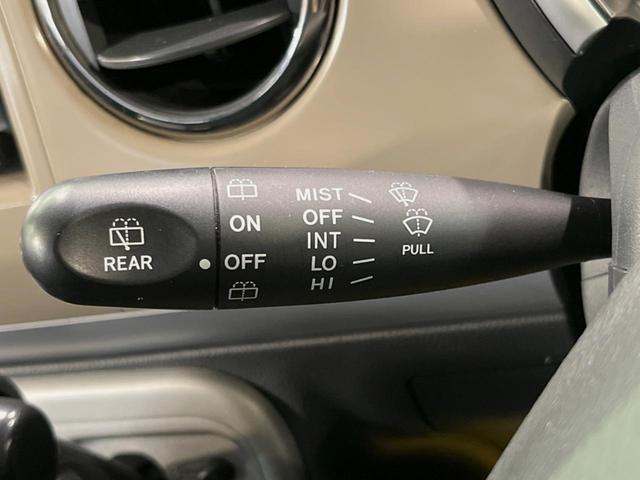 REAR
ON
OFF
MIST
OFF
INT
LO
HI
PULL